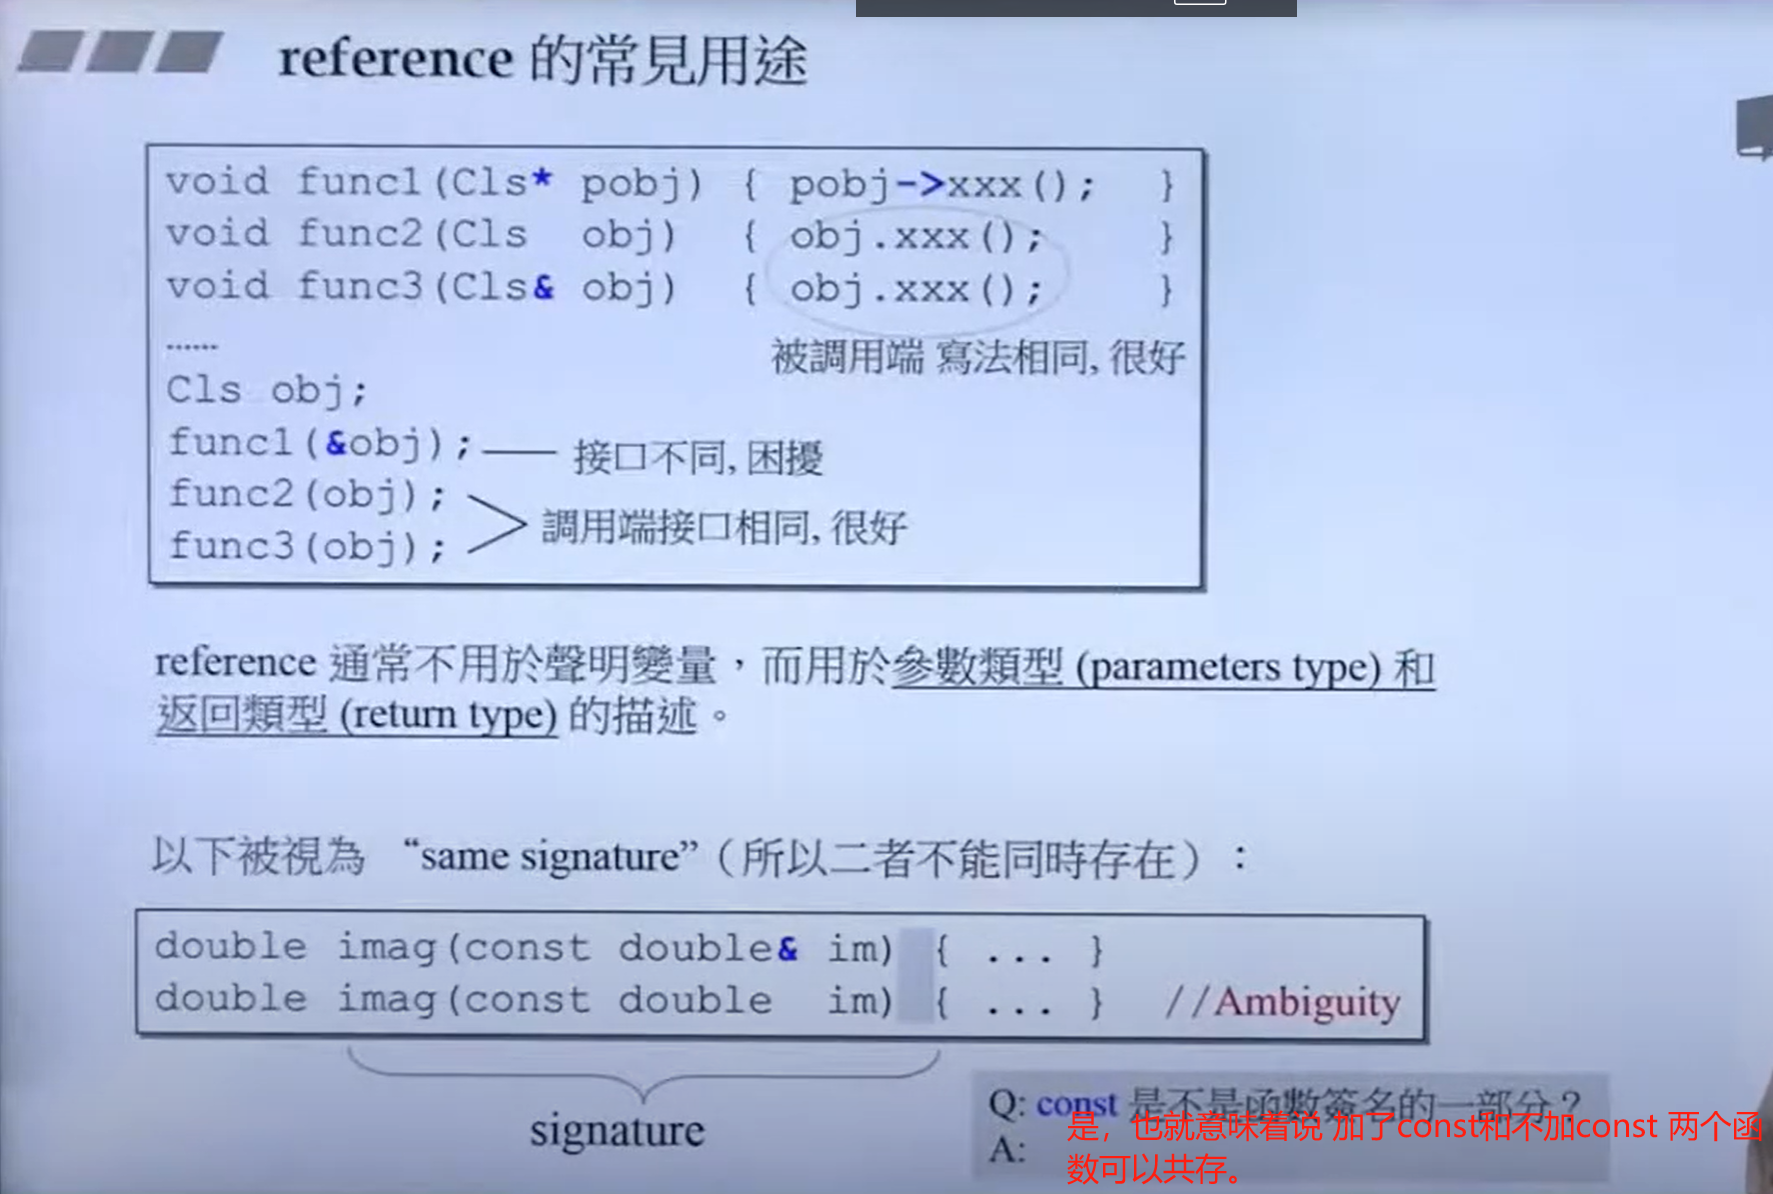 reference 的常見用途
void func1(Cls* pobj) { pobj->xxx(); }
void func2(Cls obj) { obj.xxx(); }
void func3(Cls& obj) { obj.xxx(); }
......
被調用端 寫法相同, 很好
Cls obj;
func1(&obj); 接口不同, 困擾
func2(obj);
調用端接口相同, 很好
func3(obj);
reference 通常不用於聲明變量，而用於參數類型 (parameters type) 和
返回類型 (return type) 的描述。
以下被視為 “same signature”（所以二者不能同時存在）：
double imag(const double& im) { ... }
double imag(const double im) { ... } //Ambiguity
signature
Q: const 是不是函數簽名的一部分？
A:
是，也就意味着说 加了const和不加const 两个函
数可以共存。